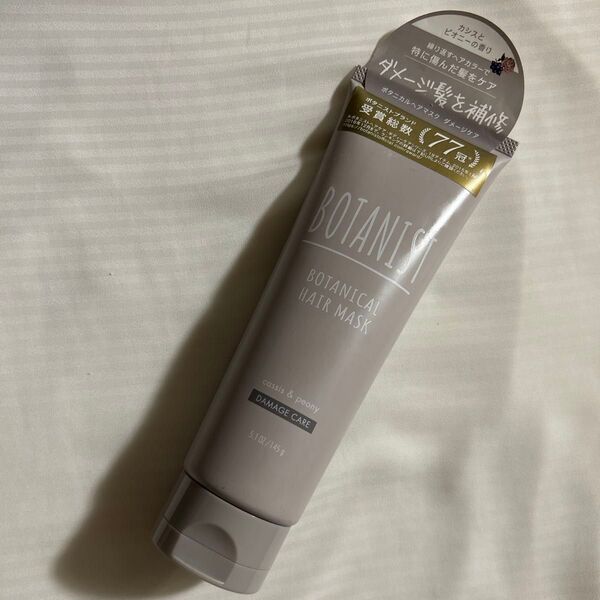 カシスと
ピオニーの香り
繰り返すヘアカラーで
特に傷んだ髪をケア
ダメージ髪を補修
ボタニカルヘアマスク ダメージケア
ボタニストブランド
受賞総数
77冠
BOTANIST
BOTANICAL
HAIR MASK
cassis & peony
DAMAGE CARE
5.1 OZ / 145g